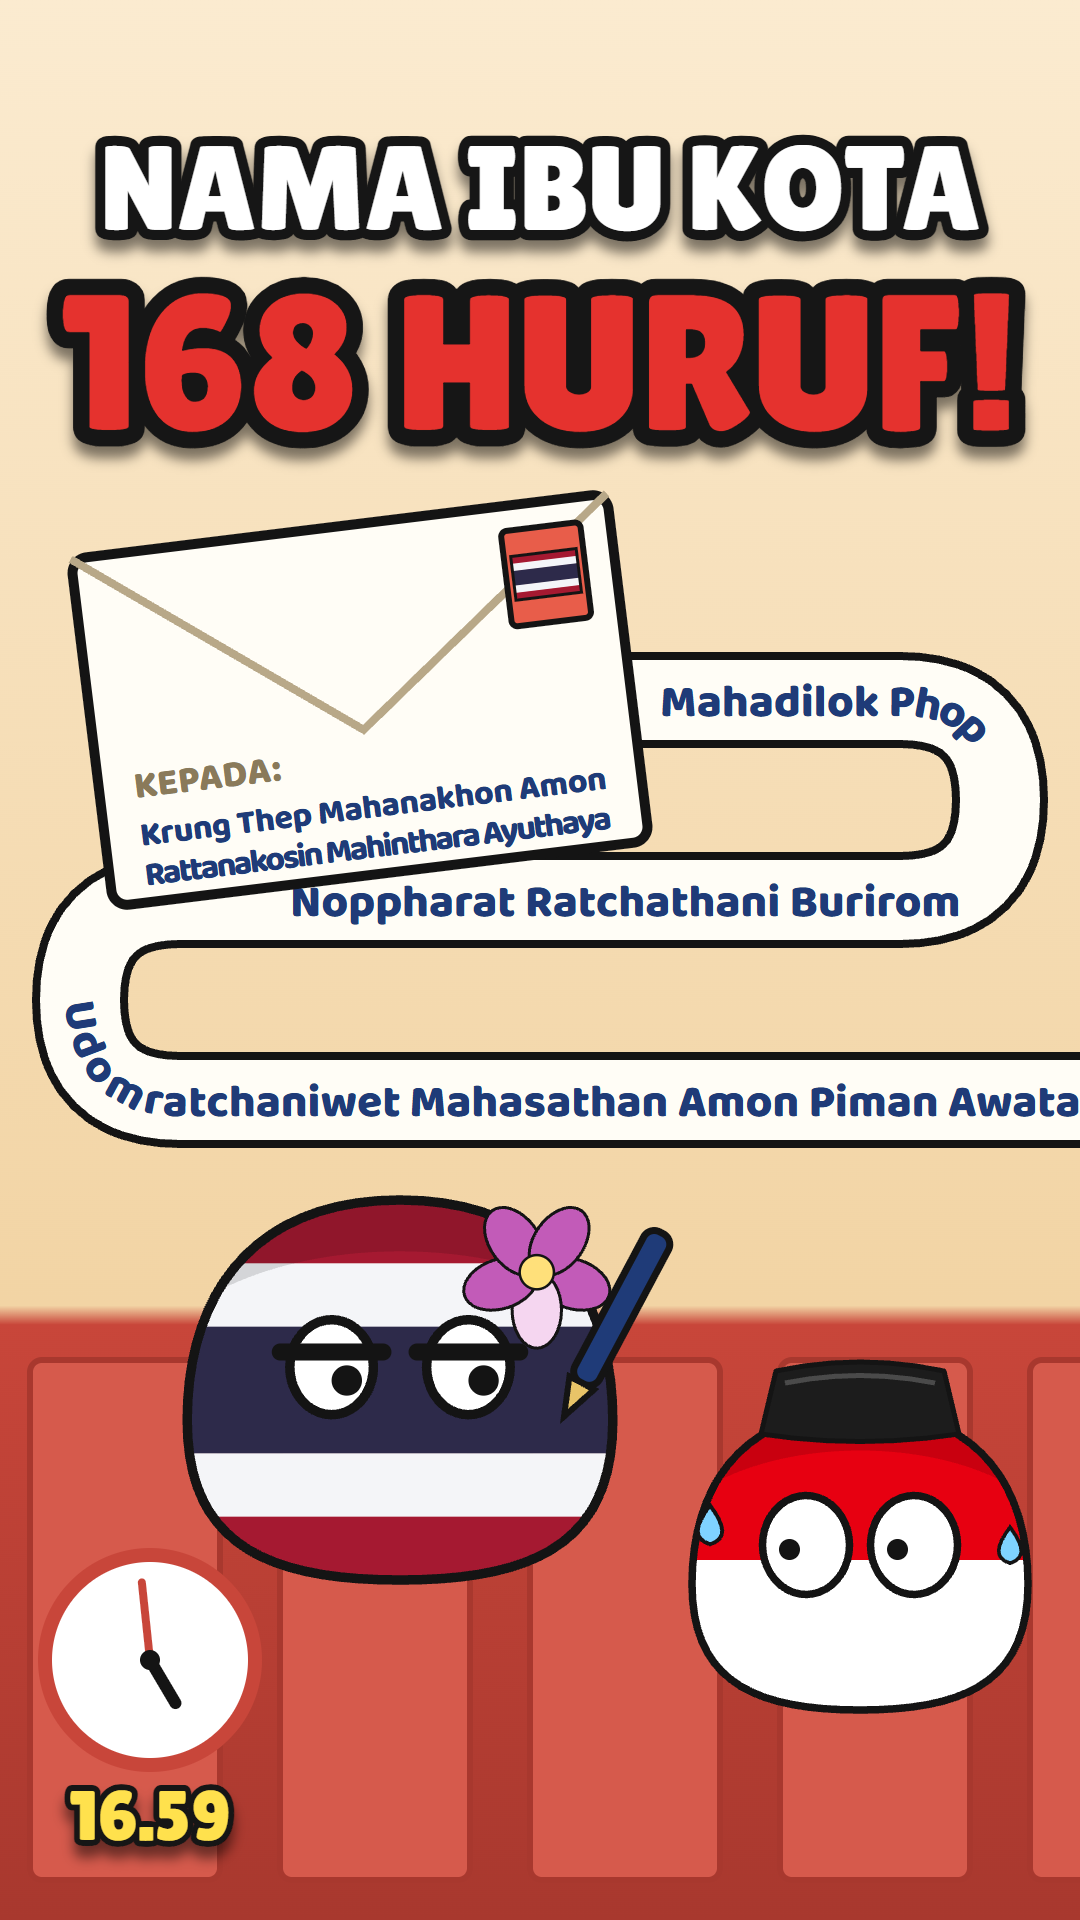 NAMA IBU KOTA
168 HURUF!
KEPADA:
Krung Thep Mahanakhon Amon
Rattanakosin Mahinthara Ayuthaya
Mahadilok Phop
Noppharat Ratchathani Burirom
Udomratchaniwet Mahasathan Amon Piman Awata
16.59